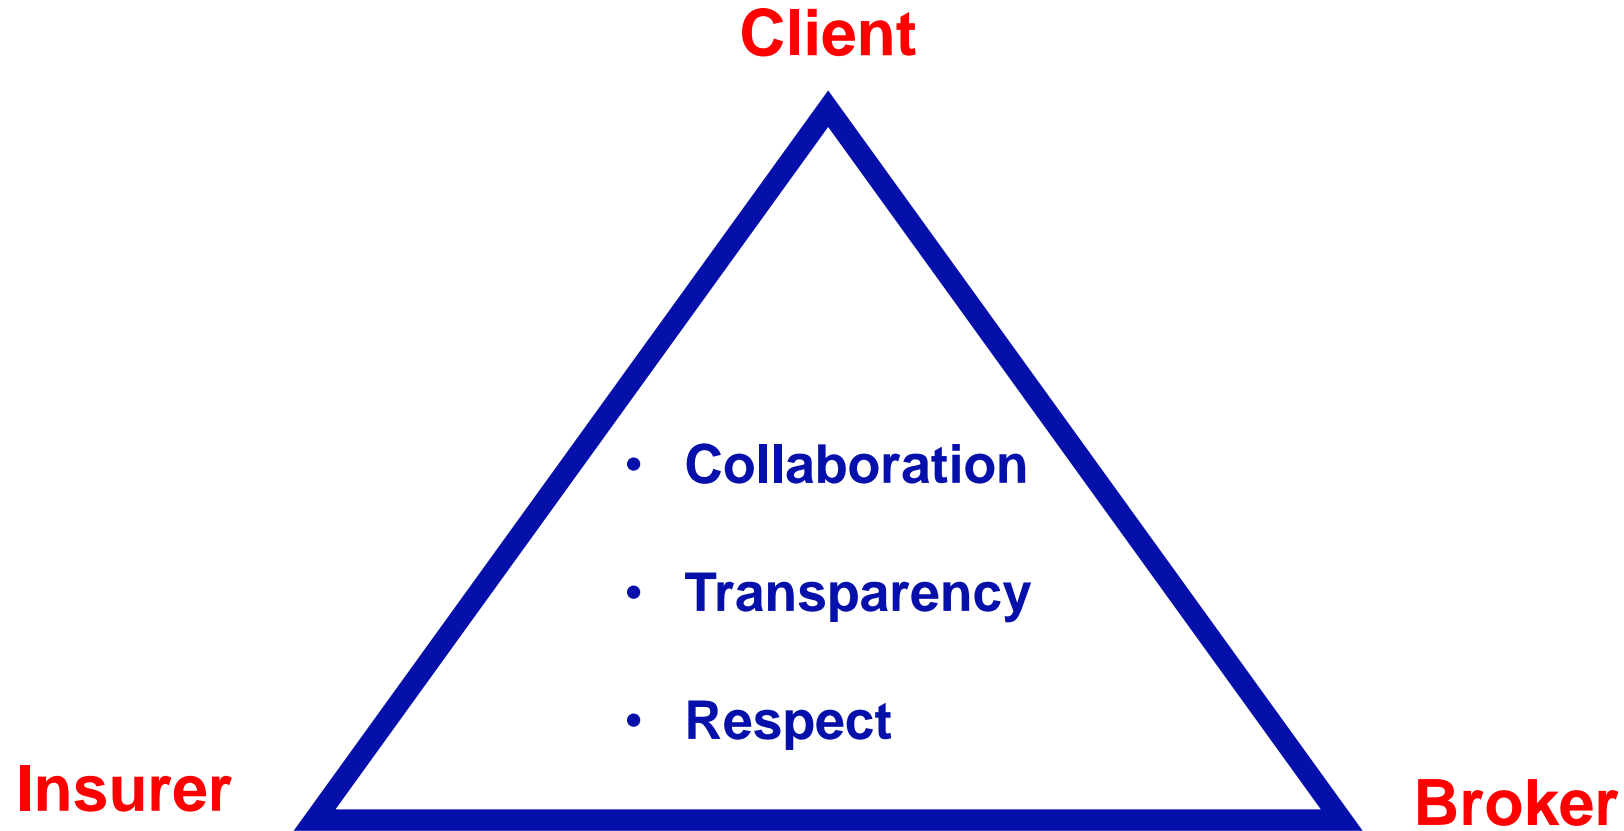 Client
• Collaboration
• Transparency
• Respect
Insurer
Broker